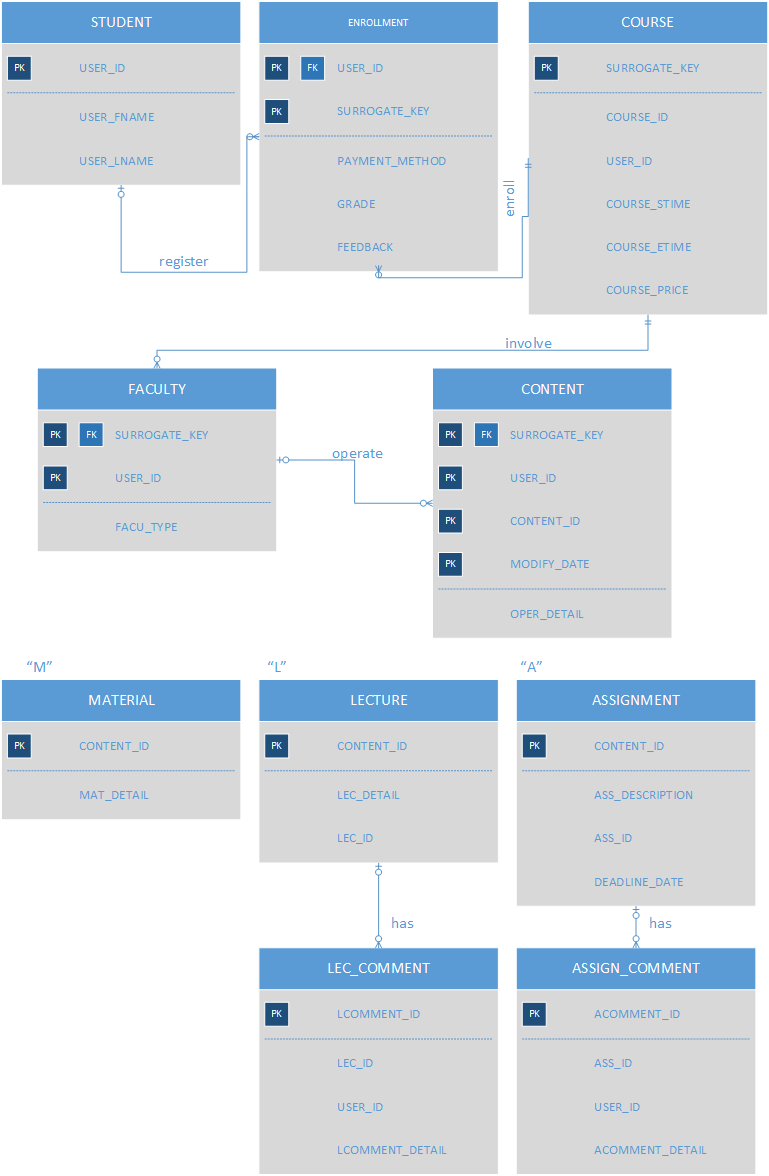 STUDENT
PK USER_ID
USER_FNAME
USER_LNAME
ENROLLMENT
PK FK USER_ID
PK SURROGATE_KEY
PAYMENT_METHOD
GRADE
FEEDBACK
COURSE
PK SURROGATE_KEY
COURSE_ID
USER_ID
COURSE_STIME
COURSE_ETIME
COURSE_PRICE
register
enroll
involve
FACULTY
PK FK SURROGATE_KEY
PK USER_ID
FACU_TYPE
operate
CONTENT
PK FK SURROGATE_KEY
PK USER_ID
PK CONTENT_ID
PK MODIFY_DATE
OPER_DETAIL
“M”
MATERIAL
PK CONTENT_ID
MAT_DETAIL
“L”
LECTURE
PK CONTENT_ID
LEC_DETAIL
LEC_ID
“A”
ASSIGNMENT
PK CONTENT_ID
ASS_DESCRIPTION
ASS_ID
DEADLINE_DATE
has
has
LEC_COMMENT
PK LCOMMENT_ID
LEC_ID
USER_ID
LCOMMENT_DETAIL
ASSIGN_COMMENT
PK ACOMMENT_ID
ASS_ID
USER_ID
ACOMMENT_DETAIL